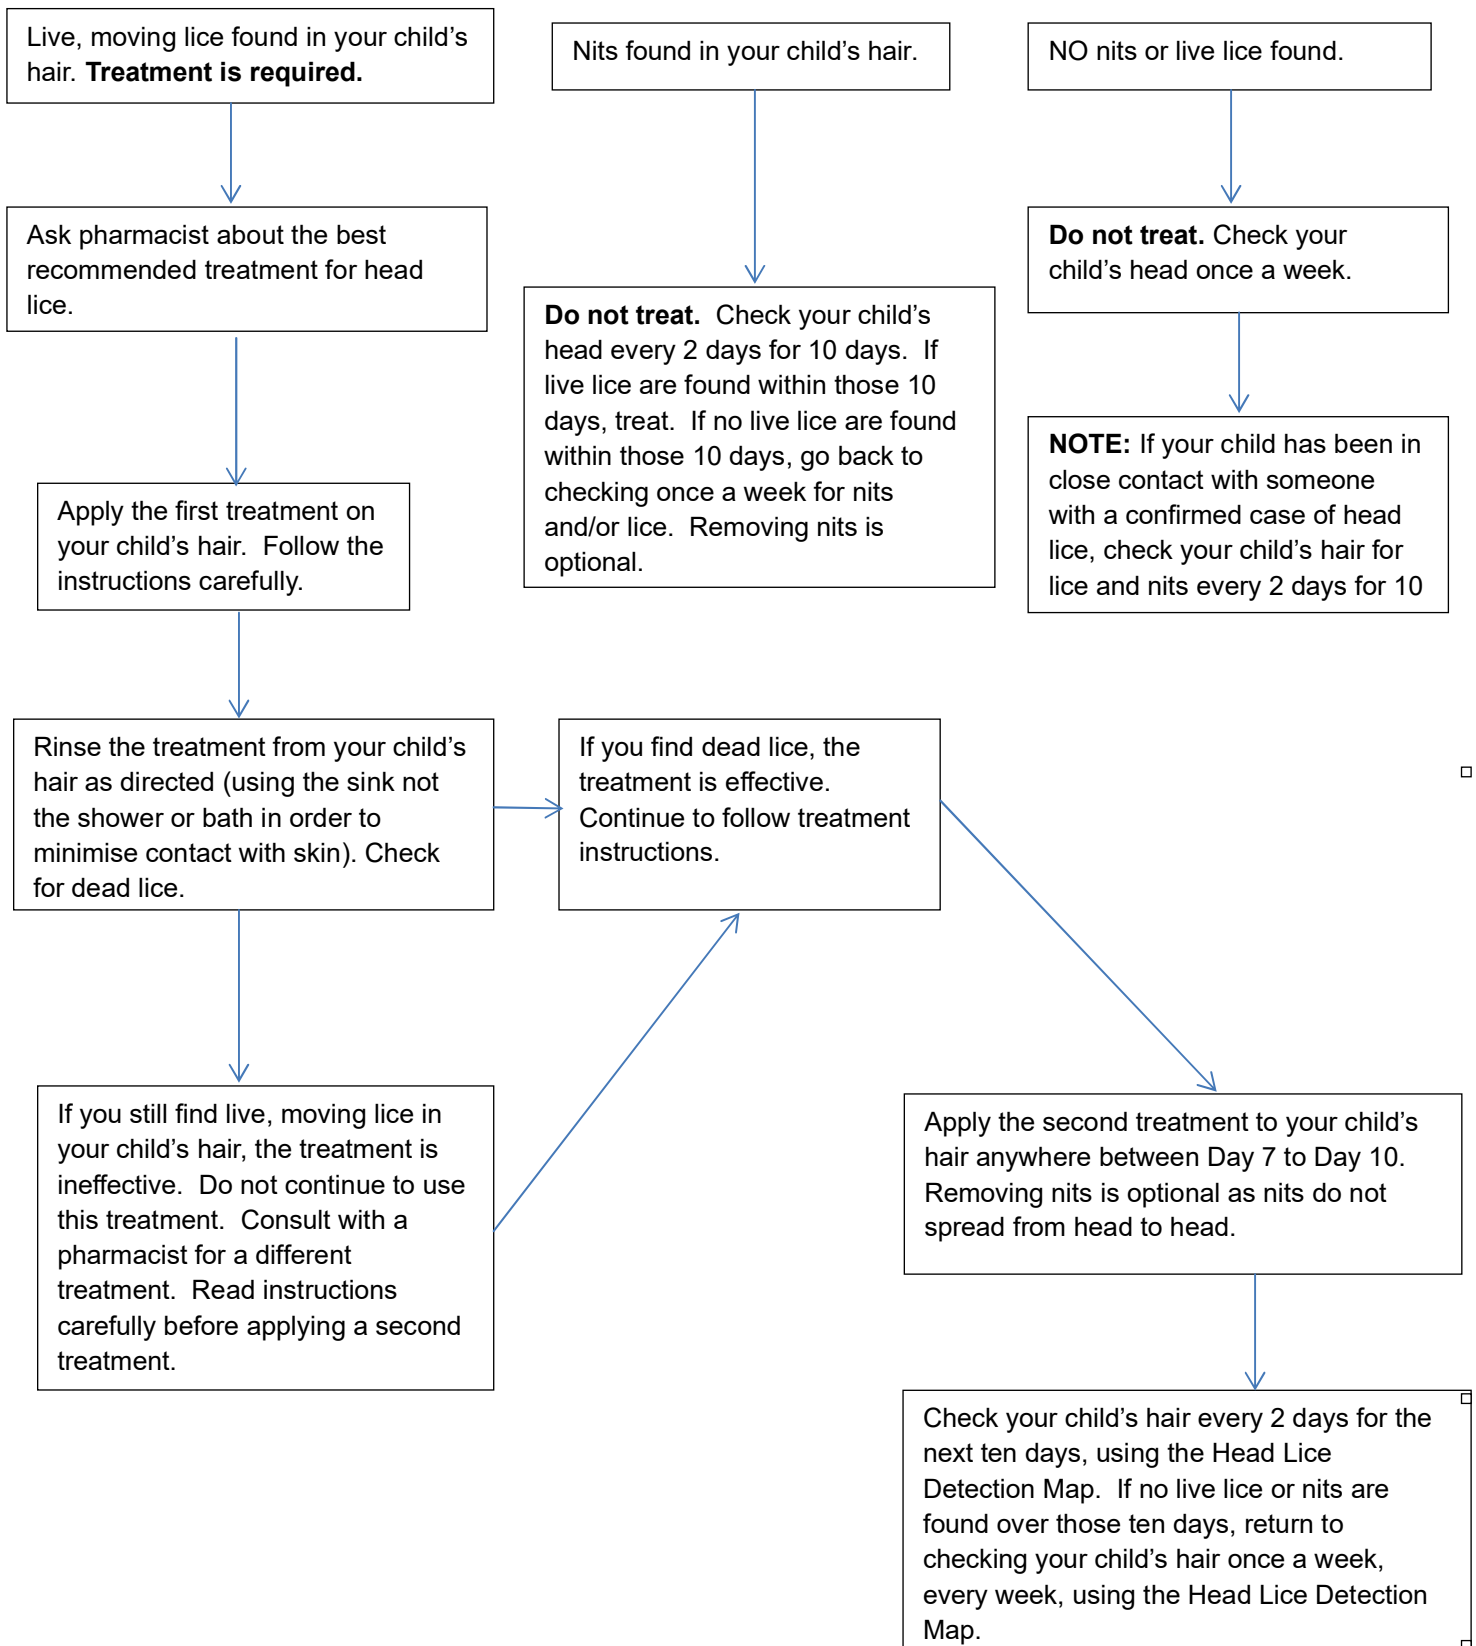 Live, moving lice found in your child’s
hair. Treatment is required.
Nits found in your child’s hair.
NO nits or live lice found.
Ask pharmacist about the best
recommended treatment for head
lice.
Do not treat.  Check your child’s
head every 2 days for 10 days.  If
live lice are found within those 10
days, treat.  If no live lice are found
within those 10 days, go back to
checking once a week for nits
and/or lice.  Removing nits is
optional.
Do not treat. Check your
child’s head once a week.
NOTE: If your child has been in
close contact with someone
with a confirmed case of head
lice, check your child’s hair for
lice and nits every 2 days for 10
Apply the first treatment on
your child’s hair.  Follow the
instructions carefully.
Rinse the treatment from your child’s
hair as directed (using the sink not
the shower or bath in order to
minimise contact with skin). Check
for dead lice.
If you find dead lice, the
treatment is effective.
Continue to follow treatment
instructions.
If you still find live, moving lice in
your child’s hair, the treatment is
ineffective.  Do not continue to use
this treatment.  Consult with a
pharmacist for a different
treatment.  Read instructions
carefully before applying a second
treatment.
Apply the second treatment to your child’s
hair anywhere between Day 7 to Day 10.
Removing nits is optional as nits do not
spread from head to head.
Check your child’s hair every 2 days for the
next ten days, using the Head Lice
Detection Map.  If no live lice or nits are
found over those ten days, return to
checking your child’s hair once a week,
every week, using the Head Lice Detection
Map.